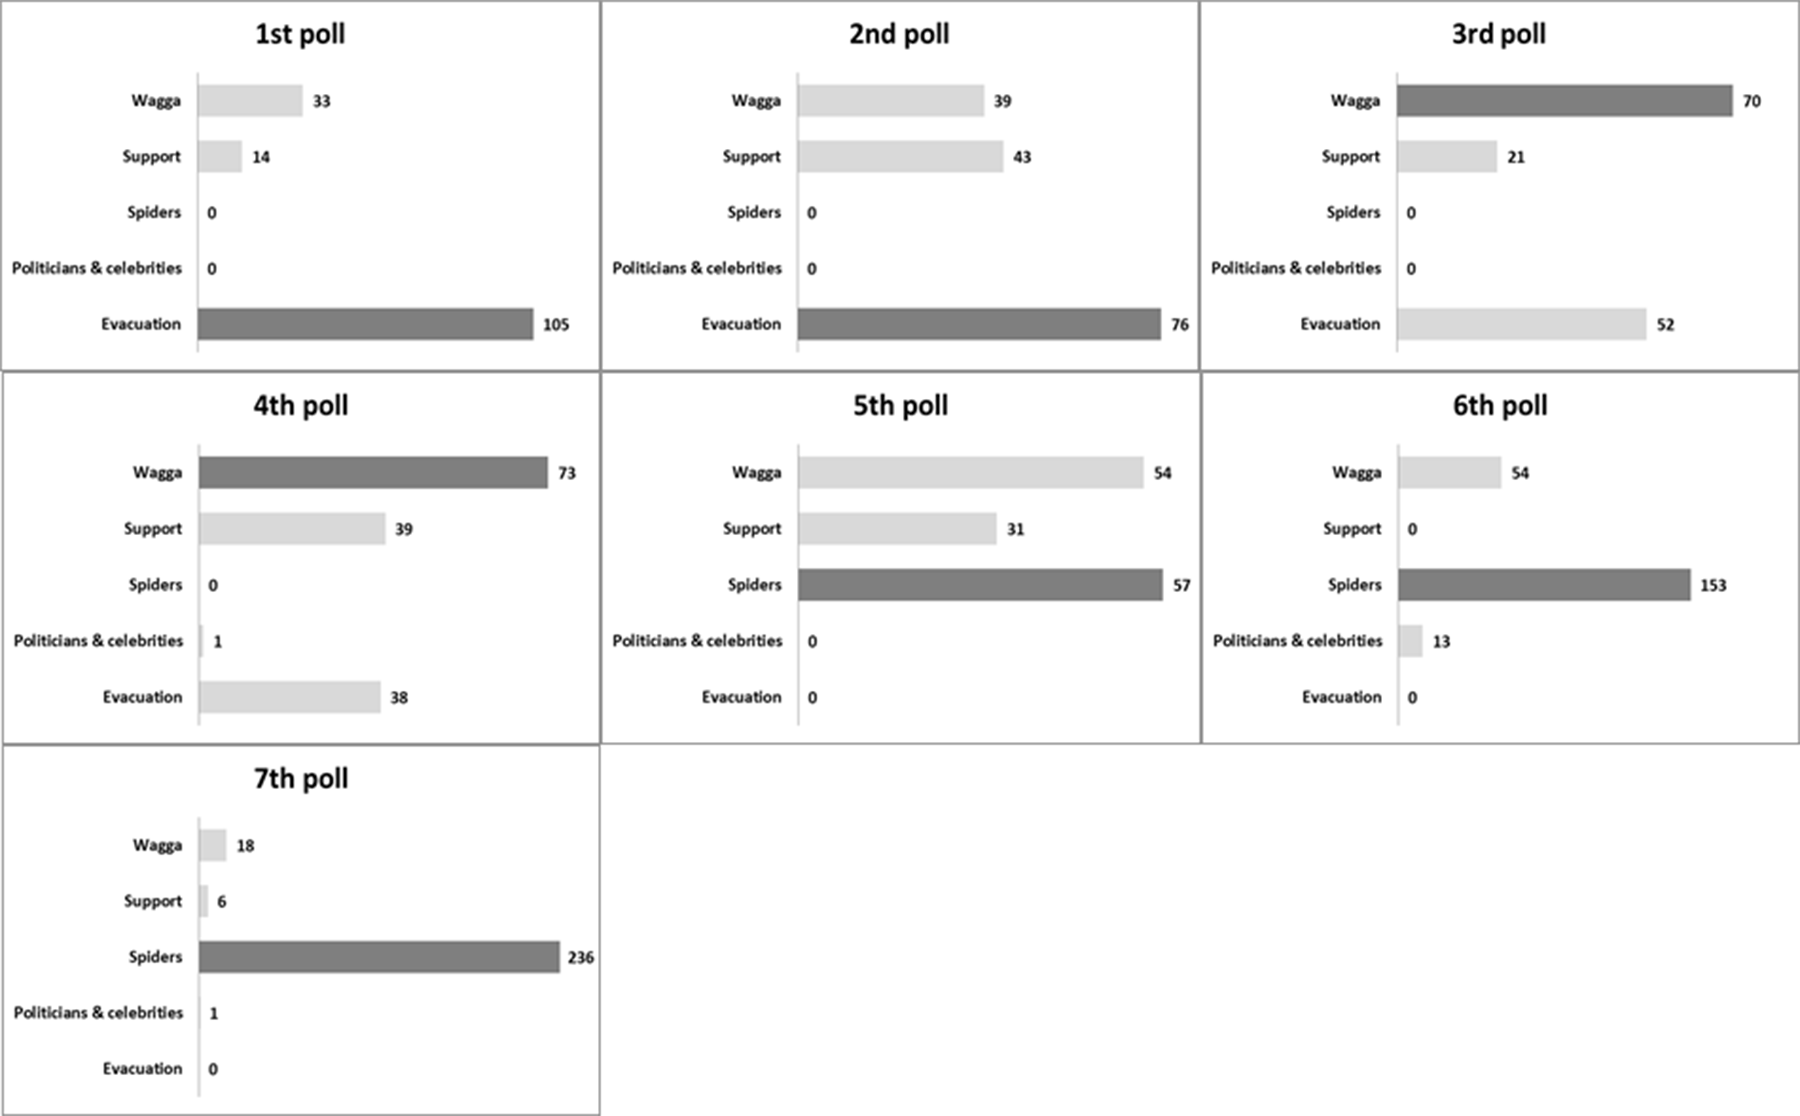 1st poll
Wagga 33
Support 14
Spiders 0
Politicians & celebrities 0
Evacuation 105
2nd poll
Wagga 39
Support 43
Spiders 0
Politicians & celebrities 0
Evacuation 76
3rd poll
Wagga 70
Support 21
Spiders 0
Politicians & celebrities 0
Evacuation 52
4th poll
Wagga 73
Support 39
Spiders 0
Politicians & celebrities 1
Evacuation 38
5th poll
Wagga 54
Support 31
Spiders 57
Politicians & celebrities 0
Evacuation 0
6th poll
Wagga 54
Support 0
Spiders 153
Politicians & celebrities 13
Evacuation 0
7th poll
Wagga 18
Support 6
Spiders 236
Politicians & celebrities 1
Evacuation 0